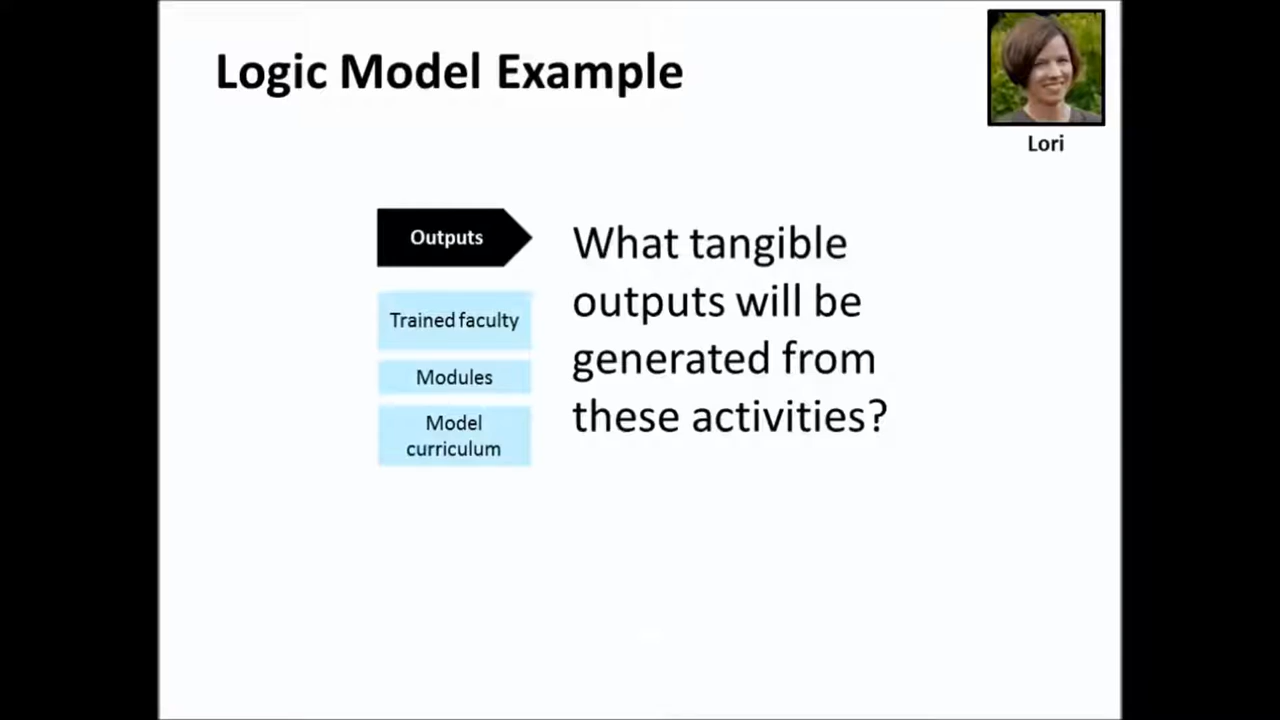 Logic Model Example
Lori
Outputs
Trained faculty
Modules
Model
curriculum
What tangible
outputs will be
generated from
these activities?